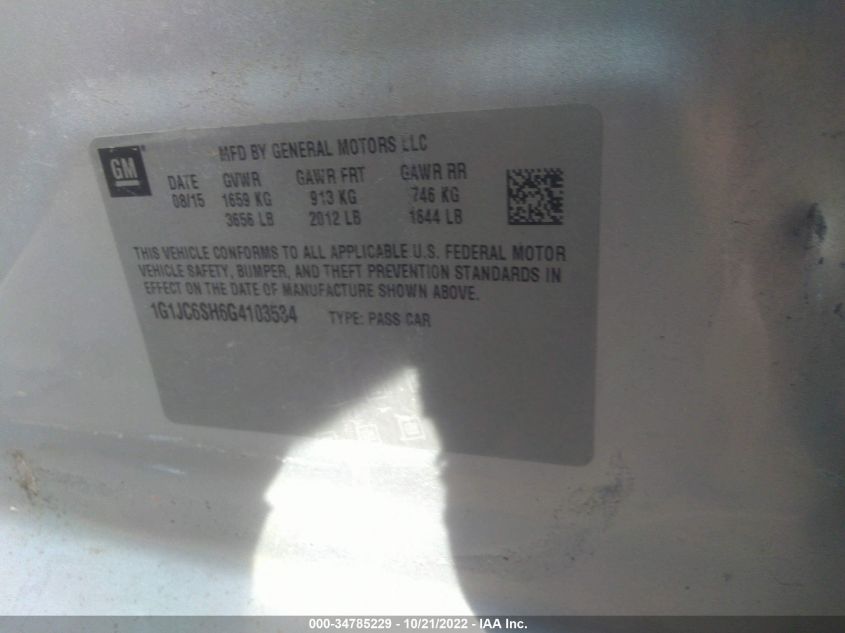 GM
MFD BY GENERAL MOTORS LLC
DATE GVWR GAWR FRT GAWR RR
08/15 1659 KG 913 KG 746 KG
3656 LB 2012 LB 1644 LB
THIS VEHICLE CONFORMS TO ALL APPLICABLE U.S. FEDERAL MOTOR
VEHICLE SAFETY, BUMPER, AND THEFT PREVENTION STANDARDS IN
EFFECT ON THE DATE OF MANUFACTURE SHOWN ABOVE.
1G1JC6SH6G4103534 TYPE: PASS CAR
000-34785229 - 10/21/2022 - IAA Inc.